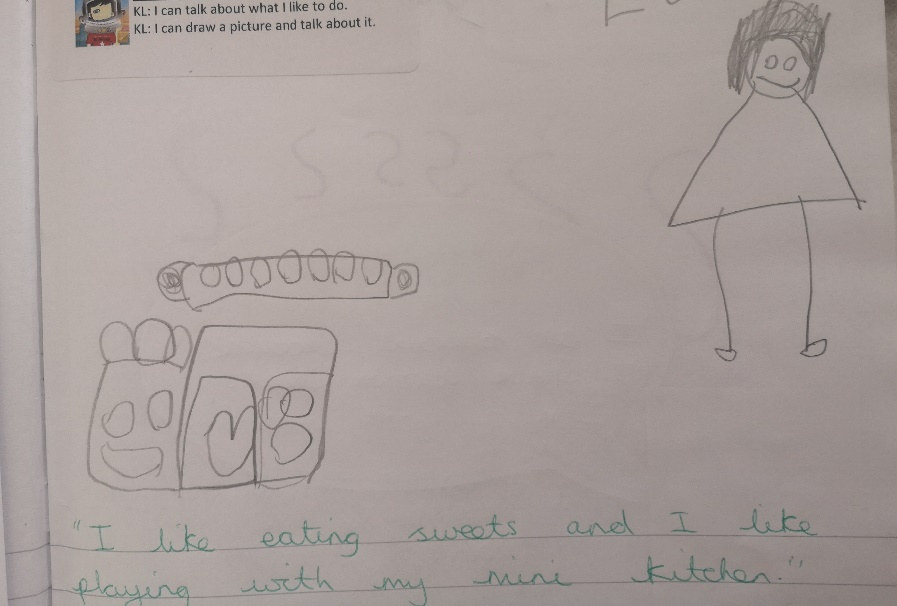 KL: I can talk about what I like to do.
KL: I can draw a picture and talk about it.
"I like eating sweets and I like
playing with my mini kitchen."